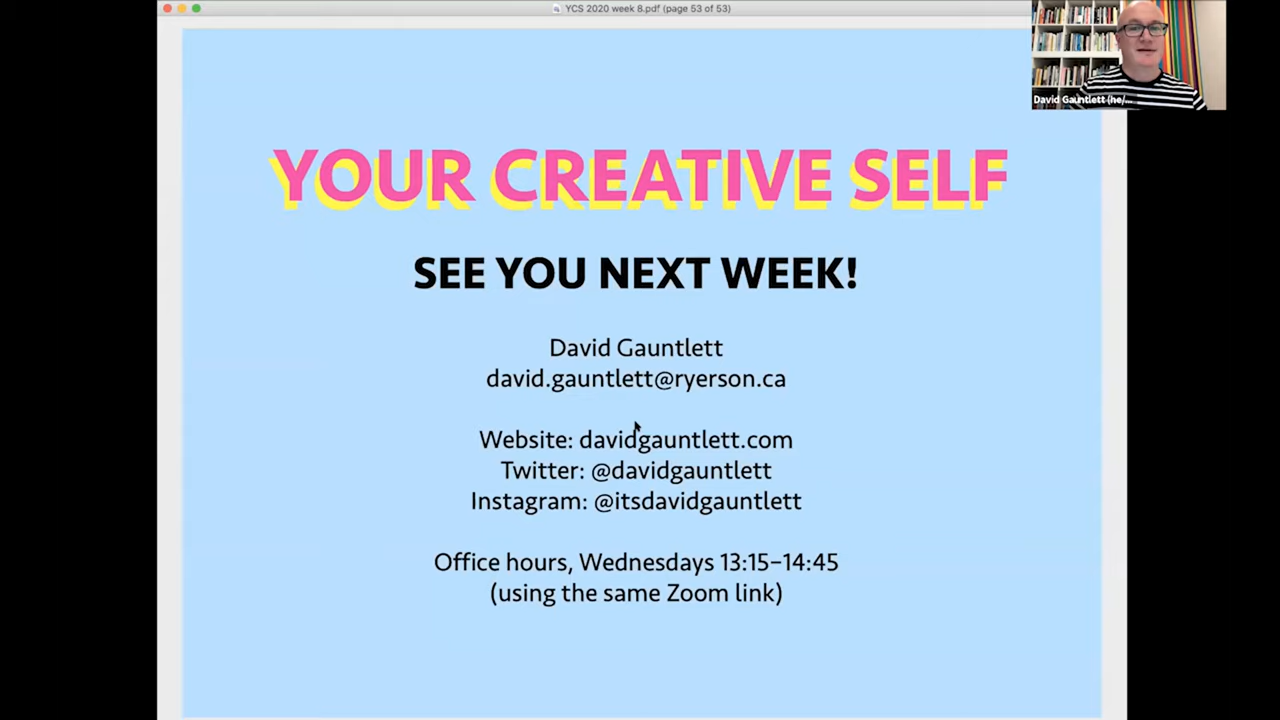 YCS 2020 week 8.pdf (page 53 of 53)
David Gauntlett (he/...
YOUR CREATIVE SELF
SEE YOU NEXT WEEK!
David Gauntlett
david.gauntlett@ryerson.ca
Website: davidgauntlett.com
Twitter: @davidgauntlett
Instagram: @itsdavidgauntlett
Office hours, Wednesdays 13:15–14:45
(using the same Zoom link)